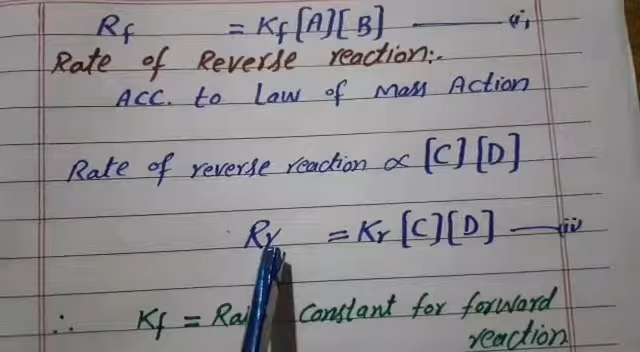 Rf = Kf [A][B] ——— (i)
Rate of Reverse reaction:-
Acc. to Law of Mass Action
Rate of reverse reaction ∝ [C][D]
Rr = Kr [C][D] —— (ii)
∴ Kf = Constant for forward
reaction